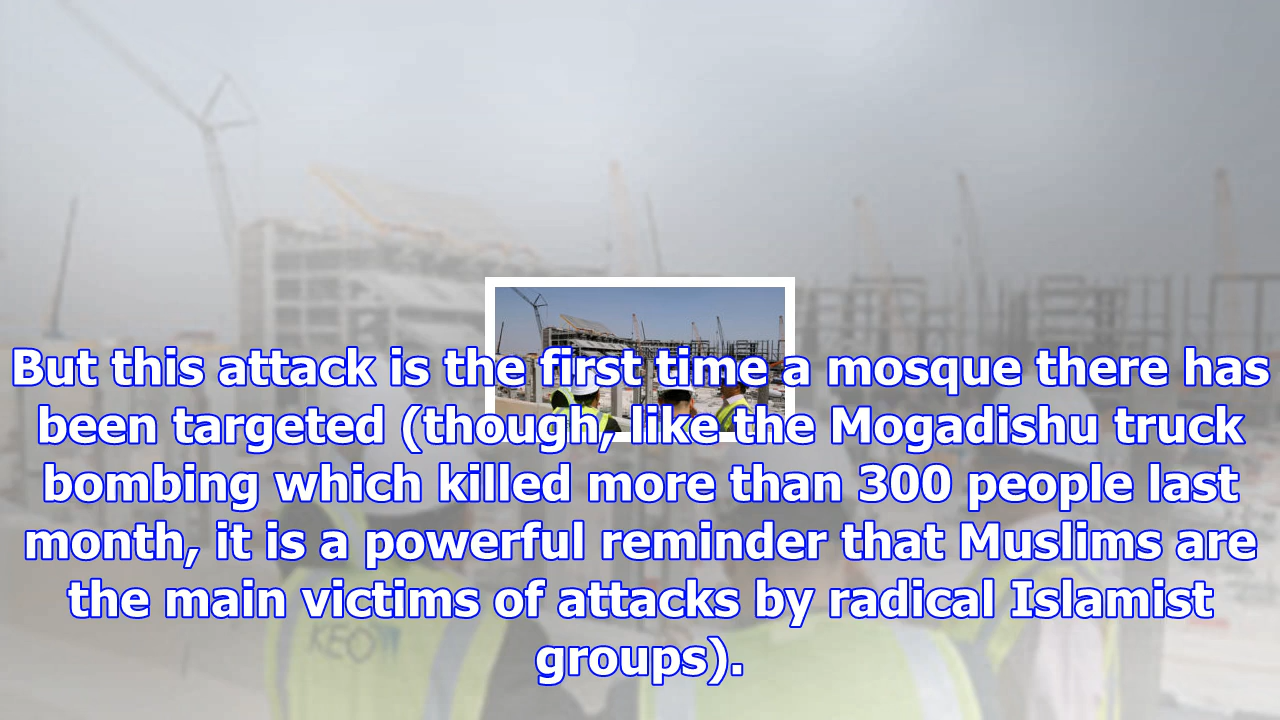 But this attack is the first time a mosque there has
been targeted (though, like the Mogadishu truck
bombing which killed more than 300 people last
month, it is a powerful reminder that Muslims are
the main victims of attacks by radical Islamist
groups).
KEO